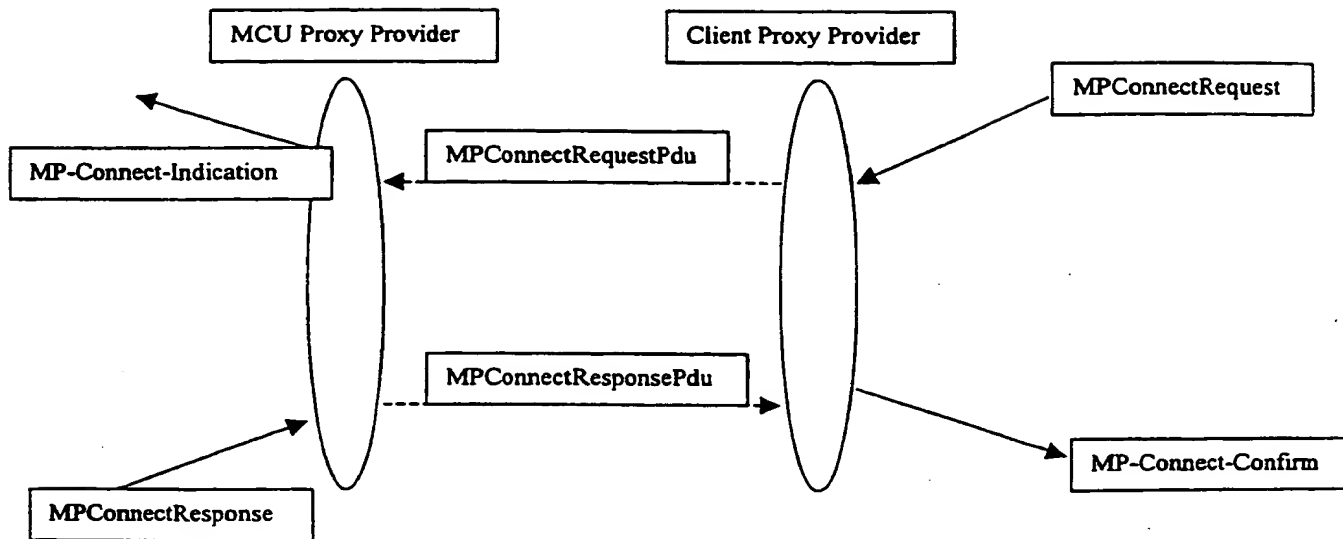 MCU Proxy Provider
Client Proxy Provider
MPConnectRequest
MPConnectRequestPdu
MP-Connect-Indication
MPConnectResponsePdu
MP-Connect-Confirm
MPConnectResponse